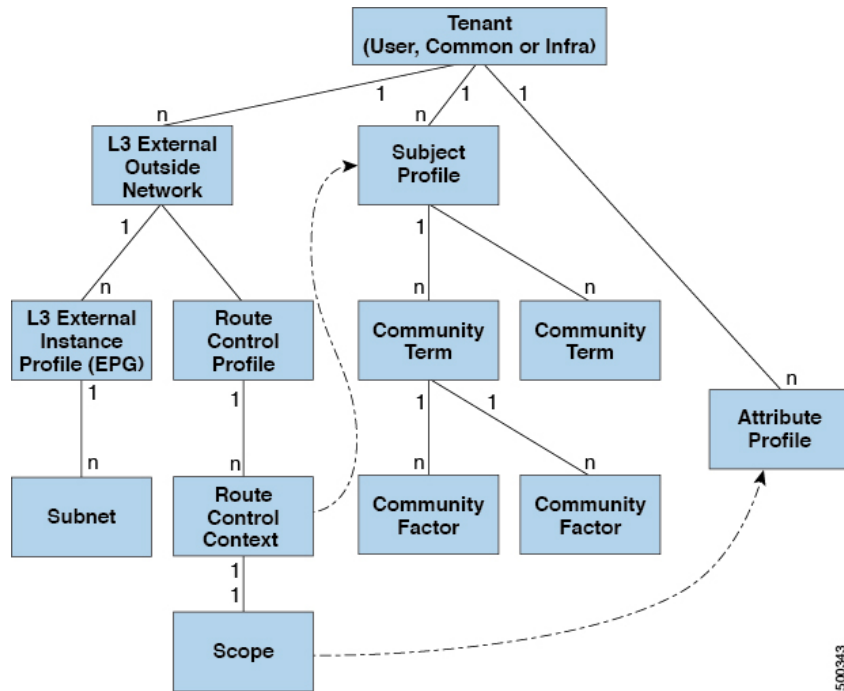 Tenant
(User, Common or Infra)
1
1
1
n
n
L3 External
Outside
Network
Subject
Profile
1
1
n
n
n
n
L3 External
Instance
Profile (EPG)
Route
Control
Profile
Community
Term
Community
Term
n
Attribute
Profile
1
1
1
1
n
n
n
n
Subnet
Route
Control
Context
Community
Factor
Community
Factor
1
1
Scope
500343